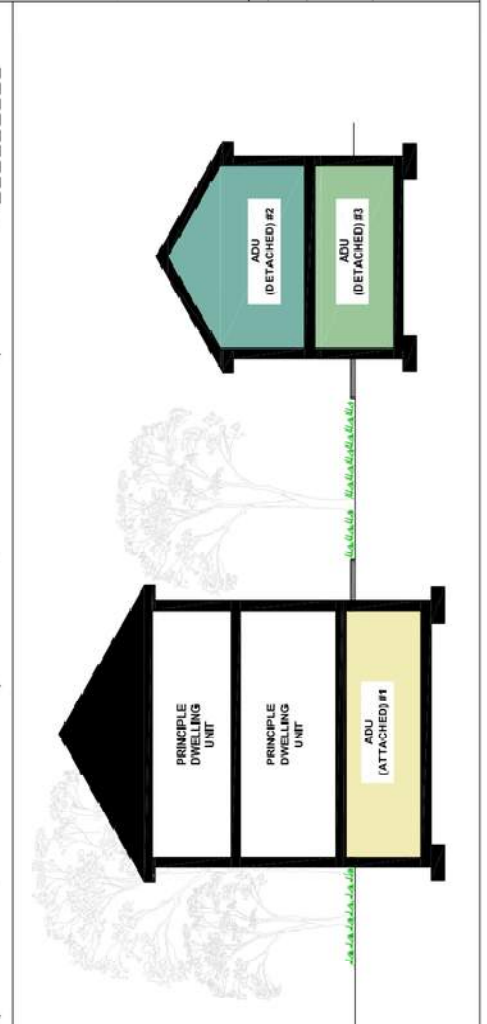 ADU
(DETACHED) #2
ADU
(DETACHED) #3
PRINCIPLE
DWELLING
UNIT
PRINCIPLE
DWELLING
UNIT
ADU
(ATTACHED) #1